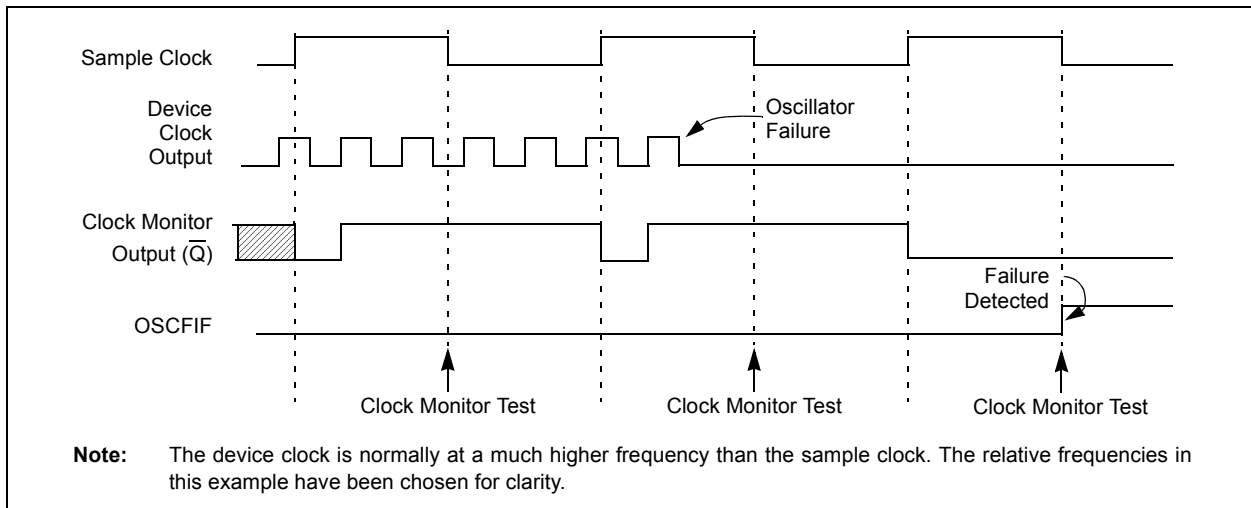 Sample Clock
Device
Clock
Output
Oscillator
Failure
Clock Monitor
Output (Q̅)
Failure
Detected
OSCFIF
Clock Monitor Test
Clock Monitor Test
Clock Monitor Test
Note: The device clock is normally at a much higher frequency than the sample clock. The relative frequencies in
this example have been chosen for clarity.